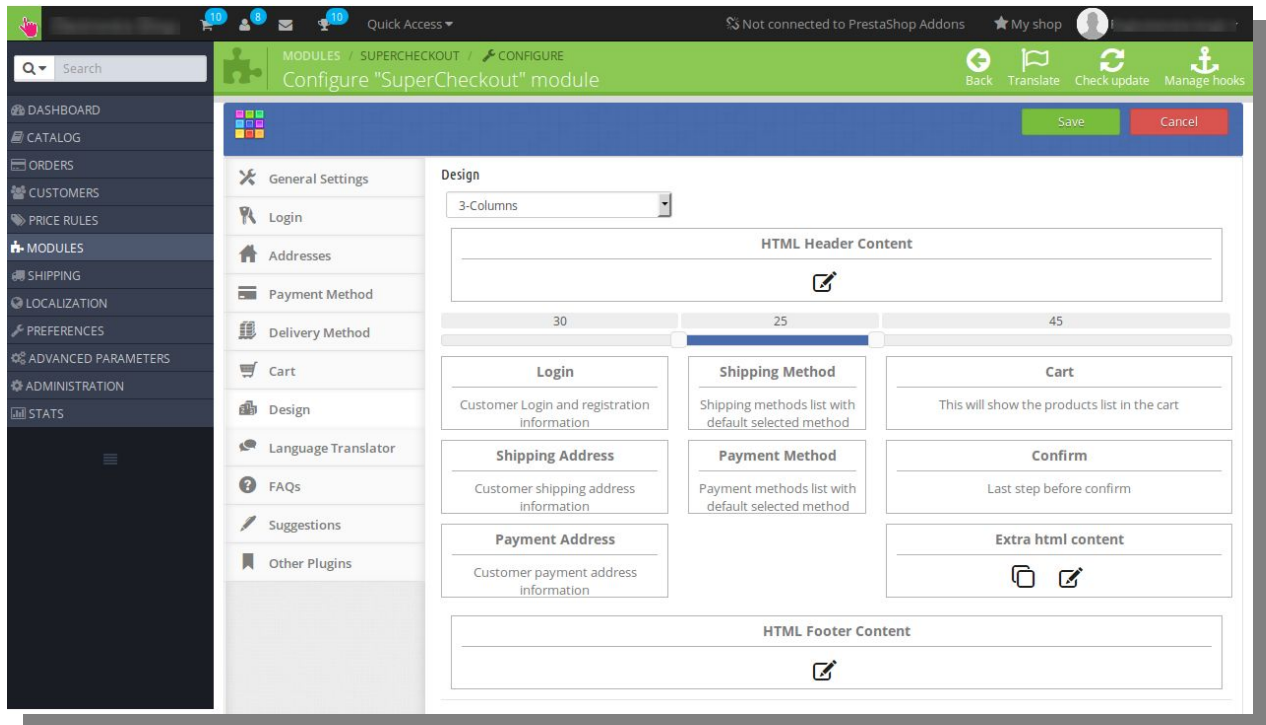 10
8
10
Quick Access
Not connected to PrestaShop Addons
My shop
Search
MODULES / SUPERCHECKOUT / CONFIGURE
Configure "SuperCheckout" module
Back
Translate
Check update
Manage hooks
DASHBOARD
CATALOG
ORDERS
CUSTOMERS
PRICE RULES
MODULES
SHIPPING
LOCALIZATION
PREFERENCES
ADVANCED PARAMETERS
ADMINISTRATION
STATS
Save
Cancel
General Settings
Login
Addresses
Payment Method
Delivery Method
Cart
Design
Language Translator
FAQs
Suggestions
Other Plugins
Design
3-Columns
HTML Header Content
30
25
45
Login
Customer Login and registration
information
Shipping Method
Shipping methods list with
default selected method
Cart
This will show the products list in the cart
Shipping Address
Customer shipping address
information
Payment Method
Payment methods list with
default selected method
Confirm
Last step before confirm
Payment Address
Customer payment address
information
Extra html content
HTML Footer Content